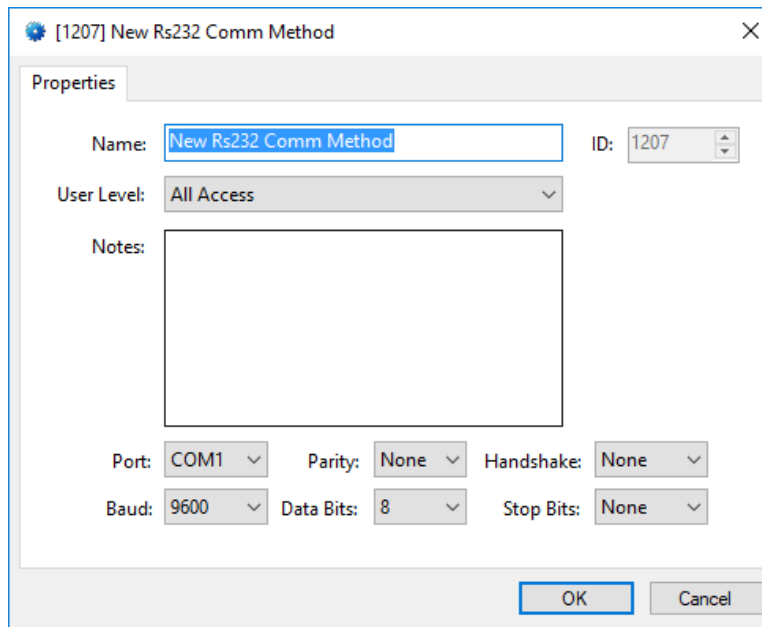 [1207] New Rs232 Comm Method
Properties
Name: New Rs232 Comm Method ID: 1207
User Level: All Access
Notes:
Port: COM1 Parity: None Handshake: None
Baud: 9600 Data Bits: 8 Stop Bits: None
OK Cancel